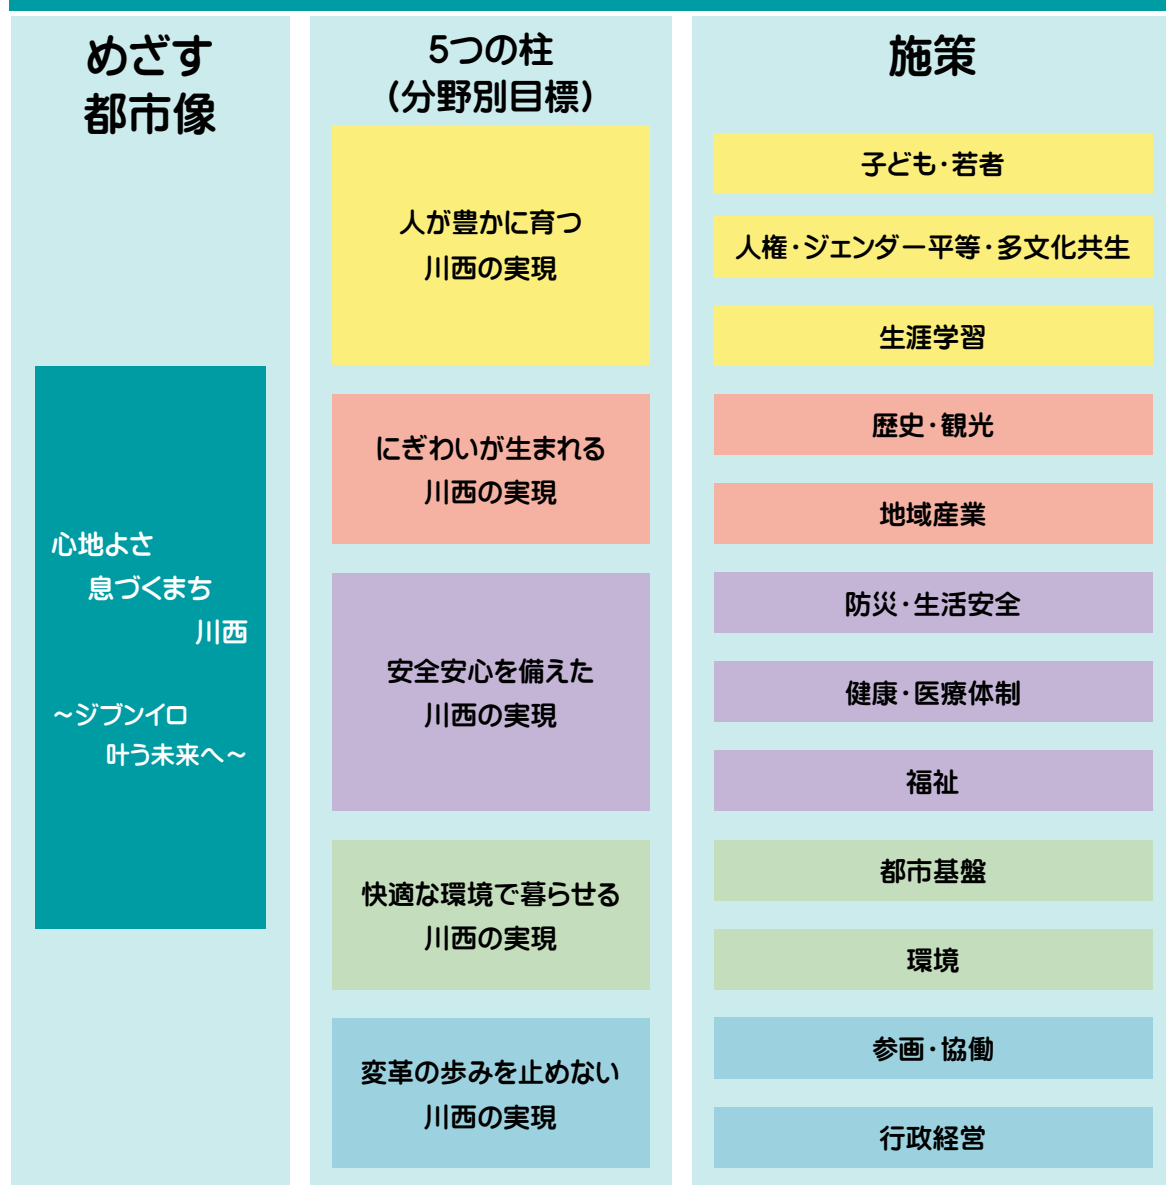 めざす
都市像
心地よさ
息づくまち
川西
~ジブンイロ
叶う未来へ~
5つの柱
(分野別目標)
人が豊かに育つ
川西の実現
にぎわいが生まれる
川西の実現
安全安心を備えた
川西の実現
快適な環境で暮らせる
川西の実現
変革の歩みを止めない
川西の実現
施策
子ども・若者
人権・ジェンダー平等・多文化共生
生涯学習
歴史・観光
地域産業
防災・生活安全
健康・医療体制
福祉
都市基盤
環境
参画・協働
行政経営